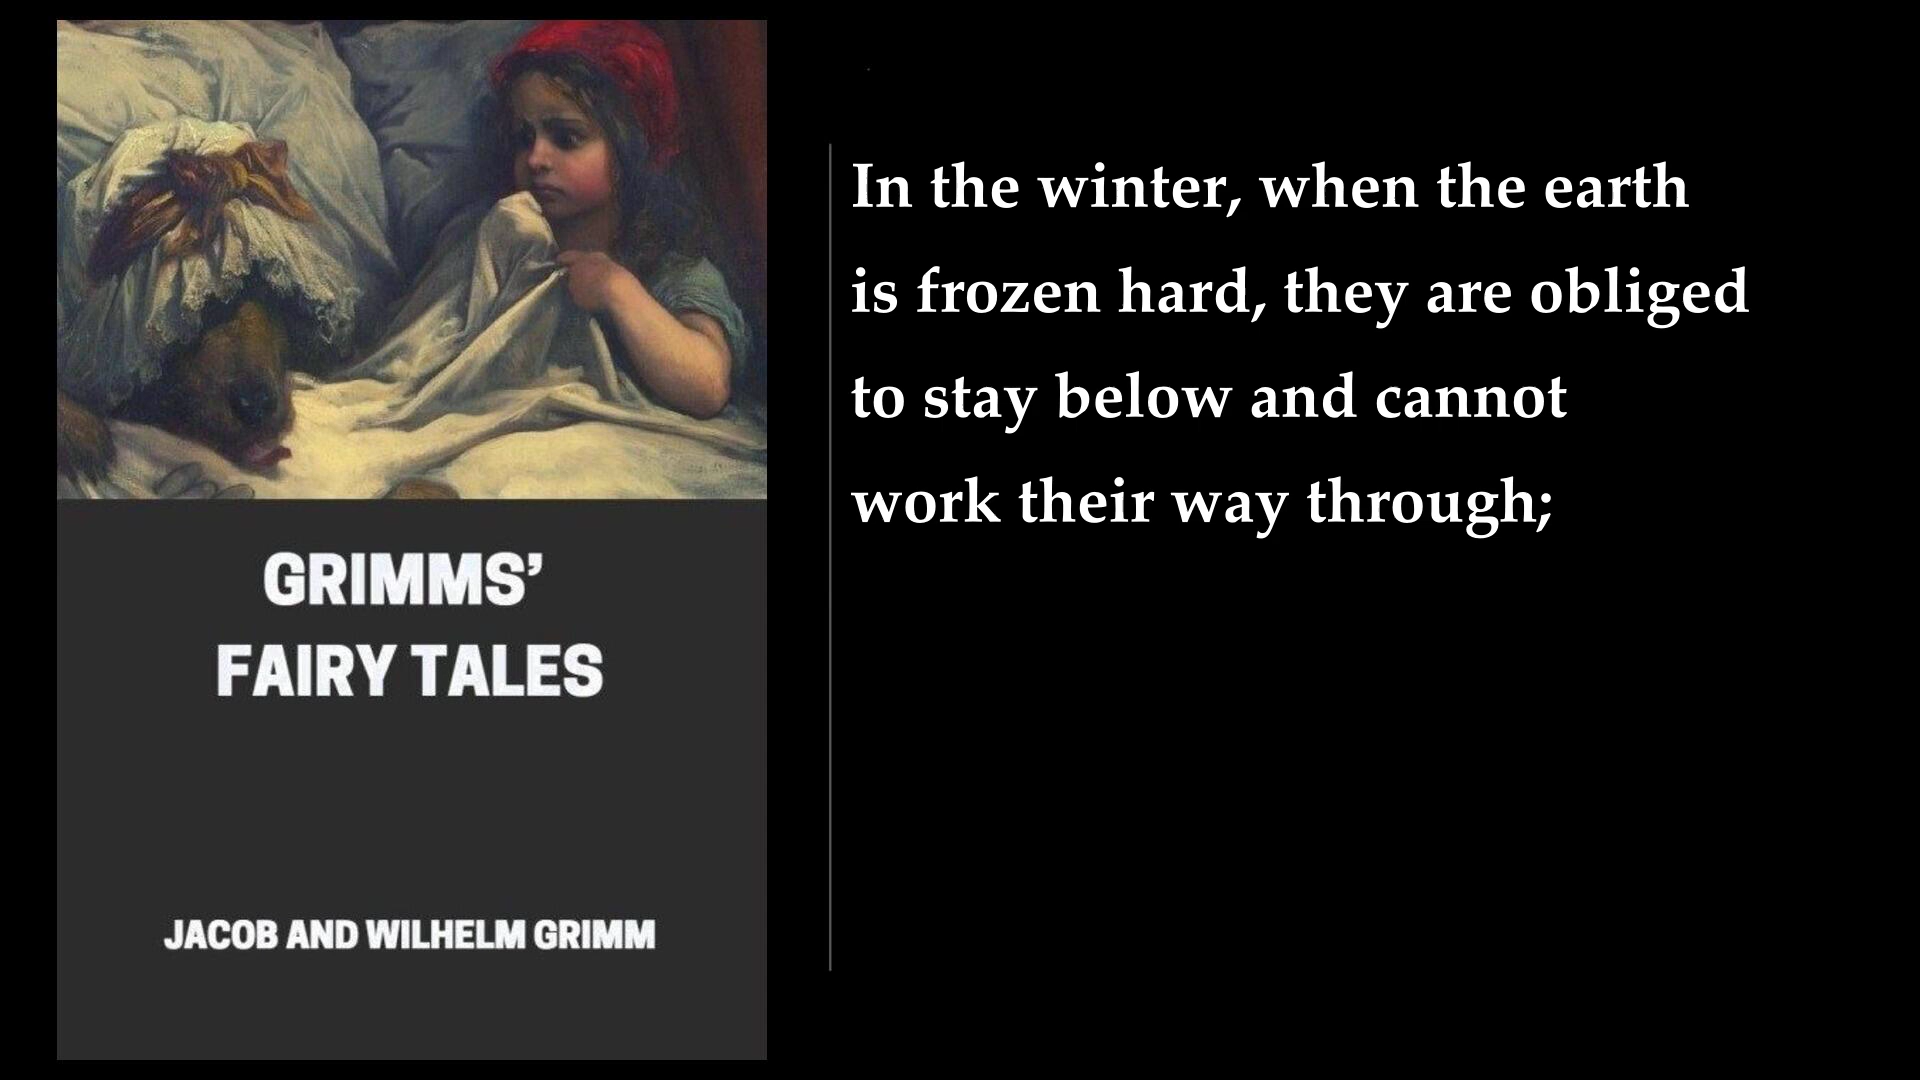 GRIMMS’
FAIRY TALES
JACOB AND WILHELM GRIMM
In the winter, when the earth
is frozen hard, they are obliged
to stay below and cannot
work their way through;